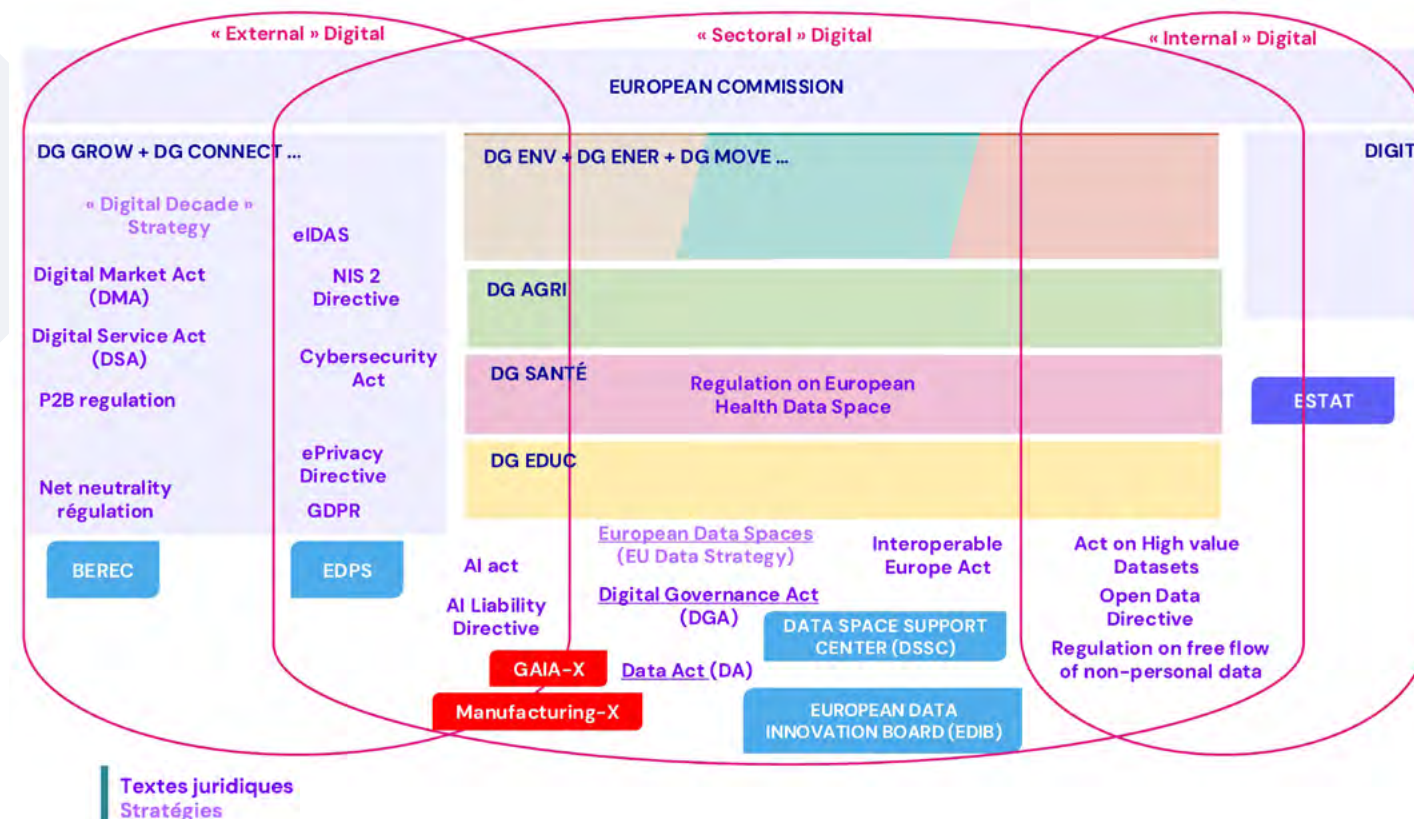 « External » Digital
« Sectoral » Digital
« Internal » Digital
EUROPEAN COMMISSION
DG GROW + DG CONNECT ...
« Digital Decade »
Strategy
Digital Market Act
(DMA)
Digital Service Act
(DSA)
P2B regulation
Net neutrality
régulation
BEREC
eIDAS
NIS 2
Directive
Cybersecurity
Act
ePrivacy
Directive
GDPR
EDPS
DG ENV + DG ENER + DG MOVE ...
DG AGRI
DG SANTÉ
Regulation on European
Health Data Space
DG EDUC
DIGIT
ESTAT
AI act
AI Liability
Directive
GAIA-X
Manufacturing-X
European Data Spaces
(EU Data Strategy)
Digital Governance Act
(DGA)
Data Act (DA)
Interoperable
Europe Act
DATA SPACE SUPPORT
CENTER (DSSC)
EUROPEAN DATA
INNOVATION BOARD (EDIB)
Act on High value
Datasets
Open Data
Directive
Regulation on free flow
of non-personal data
Textes juridiques
Stratégies